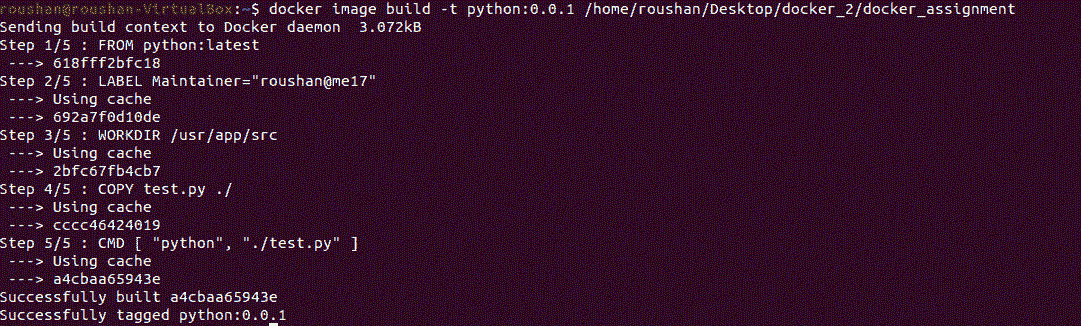 roushan@roushan-VirtualBox:~$ docker image build -t python:0.0.1 /home/roushan/Desktop/docker_2/docker_assignment
Sending build context to Docker daemon  3.072kB
Step 1/5 : FROM python:latest
 ---> 618fff2bfc18
Step 2/5 : LABEL Maintainer="roushan@me17"
 ---> Using cache
 ---> 692a7f0d10de
Step 3/5 : WORKDIR /usr/app/src
 ---> Using cache
 ---> 2bfc67fb4cb7
Step 4/5 : COPY test.py ./
 ---> Using cache
 ---> cccc46424019
Step 5/5 : CMD [ "python", "./test.py" ]
 ---> Using cache
 ---> a4cbaa65943e
Successfully built a4cbaa65943e
Successfully tagged python:0.0.1